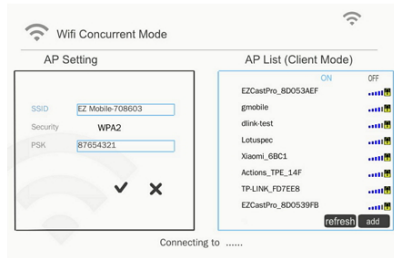 Wifi Concurrent Mode
AP Setting
SSID EZ Mobile-708603
Security WPA2
PSK 87654321
AP List (Client Mode)
ON OFF
EZCastPro_8D053AEF
gmobile
dlink-test
Lotuspec
Xiaomi_6BC1
Actions_TPE_14F
TP-LINK_FD7EE8
EZCastPro_8D0539FB
refresh add
Connecting to ......